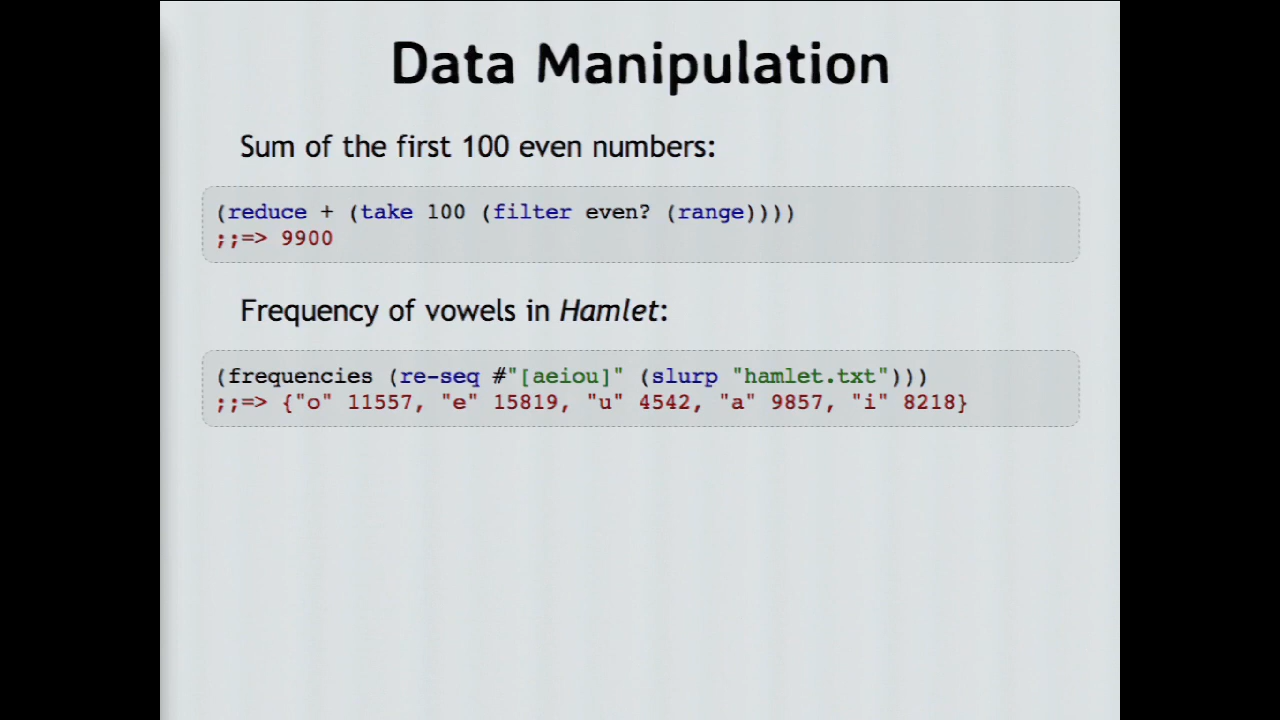 Data Manipulation
Sum of the first 100 even numbers:
(reduce + (take 100 (filter even? (range))))
;;=> 9900
Frequency of vowels in Hamlet:
(frequencies (re-seq #"[aeiou]" (slurp "hamlet.txt")))
;;=> {"o" 11557, "e" 15819, "u" 4542, "a" 9857, "i" 8218}